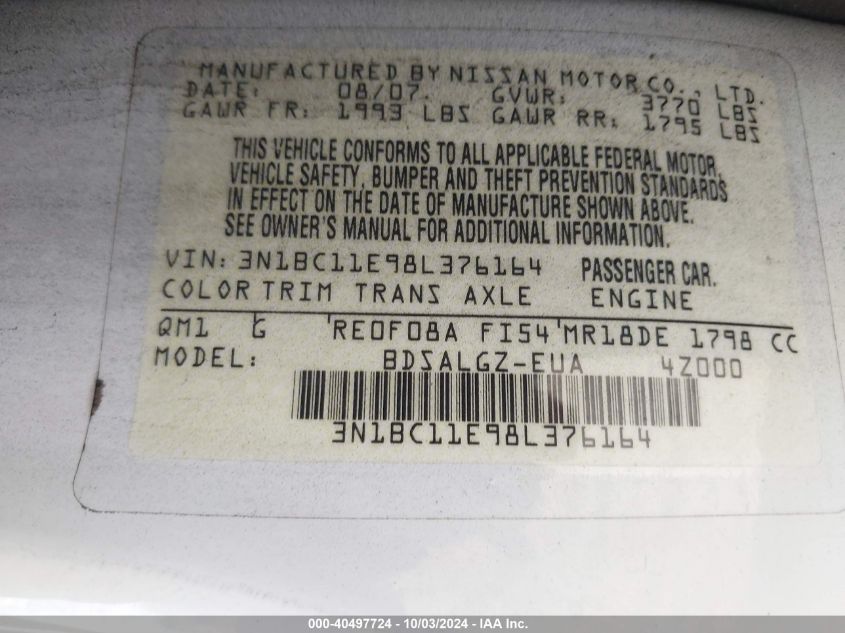 MANUFACTURED BY NISSAN MOTOR CO., LTD.
DATE: 08/07. GVWR: 3770 LBS
GAWR FR: 1993 LBS GAWR RR: 1795 LBS
THIS VEHICLE CONFORMS TO ALL APPLICABLE FEDERAL MOTOR
VEHICLE SAFETY, BUMPER AND THEFT PREVENTION STANDARDS
IN EFFECT ON THE DATE OF MANUFACTURE SHOWN ABOVE.
SEE OWNER'S MANUAL FOR ADDITIONAL INFORMATION.
VIN: 3N1BC11E98L376164 PASSENGER CAR.
COLOR TRIM TRANS AXLE ENGINE
QM1 G RE0F08A FI54 MR18DE 1798 CC
MODEL: BDSALGZ-EUA 4Z000
3N1BC11E98L376164
000-40497724 - 10/03/2024 - IAA Inc.